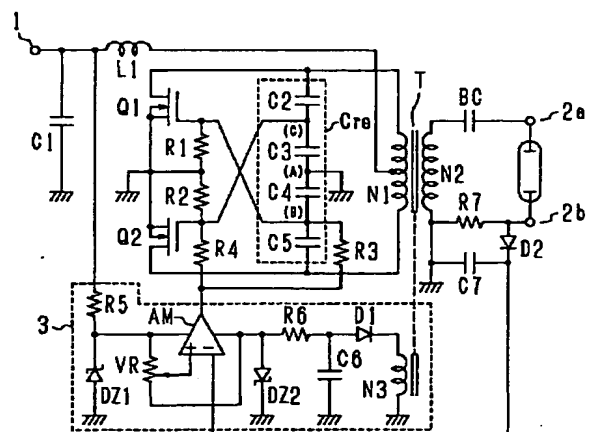 1
L1
T
Q1
C2
BC
2a
(C)
Cre
C1
R1
C3
(A)
R2
C4
N1
N2
(B)
R7
2b
Q2
R4
C5
R3
D2
C7
R5
3
AM
R6
D1
VR
+
−
DZ1
DZ2
C6
N3